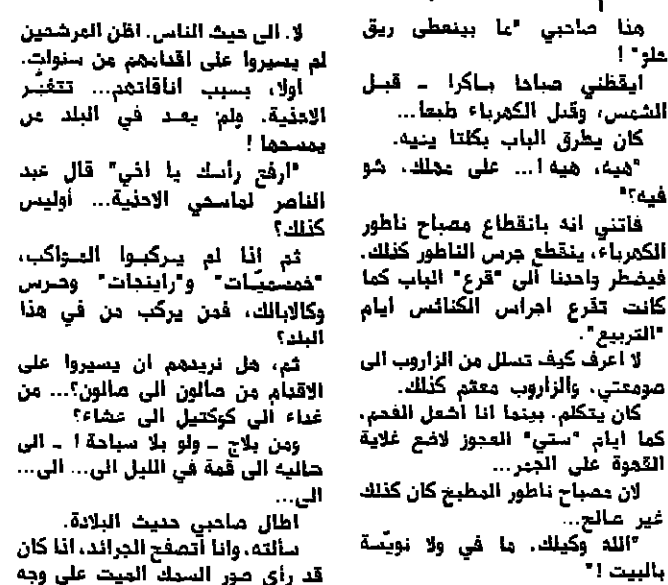 هذا صاحبي "ما بينعطى ريق
حلو"!
ايقظني صباحا باكرا - قبل
الشمس، وقبل الكهرباء طبعا...
كان يطرق الباب بكلتا يديه.
"هيه، هيه!... على مهلك. شو
فيه؟"
فاتني انه بانقطاع مصباح ناطور
الكهرباء، ينقطع جرس الناطور كذلك.
فيضطر واحدنا الى "قرع" الباب كما
كانت تقرع اجراس الكنائس أيام
"التربيع".
لا اعرف كيف تسلل من الزاروب الى
صومعتي. والزاروب معتم كذلك.
كان يتكلم. بينما انا اشعل الفحم.
كما ايام "ستي" العجوز لاضع غلاية
القهوة على الجمر...
لان مصباح ناطور المطبخ كان كذلك
غير صالح...
"الله وكيلك. ما في ولا نويّسة
بالبيت!"
لا. الى حيث الناس. اظن المرشحين
لم يسيروا على اقدامهم من سنوات.
اولا، بسبب اناقاتهم... تتغبّر
الاحذية. ولم يعد في البلد من
يمسحها!
"ارفع رأسك يا اخي" قال عبد
الناصر لماسحي الاحذية... أوليس
كذلك؟
ثم اذا لم يركبوا المواكب،
"خمسميّات" و"راينجات" وحرس
وكالابالك، فمن يركب من في هذا
البلد؟
ثم، هل نريدهم ان يسيروا على
الاقدام من صالون الى صالون؟... من
غداء الى كوكتيل الى عشاء؟
ومن بلاج - ولو بلا سباحة! - الى
شاليه الى قمة في الليل الى... الى...
الى...
اطال صاحبي حديث البلادة.
سألته، وانا أتصفح الجرائد، اذا كان
قد رأى صور السمك الميت على وجه